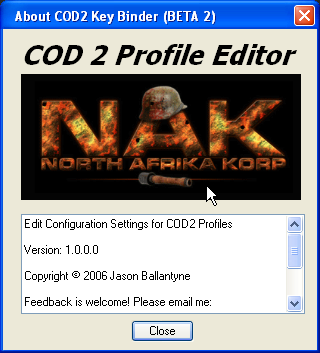 About COD2 Key Binder (BETA 2)
COD 2 Profile Editor
NAK
NORTH AFRIKA KORP
Edit Configuration Settings for COD2 Profiles
Version: 1.0.0.0
Copyright © 2006 Jason Ballantyne
Feedback is welcome! Please email me:
Close